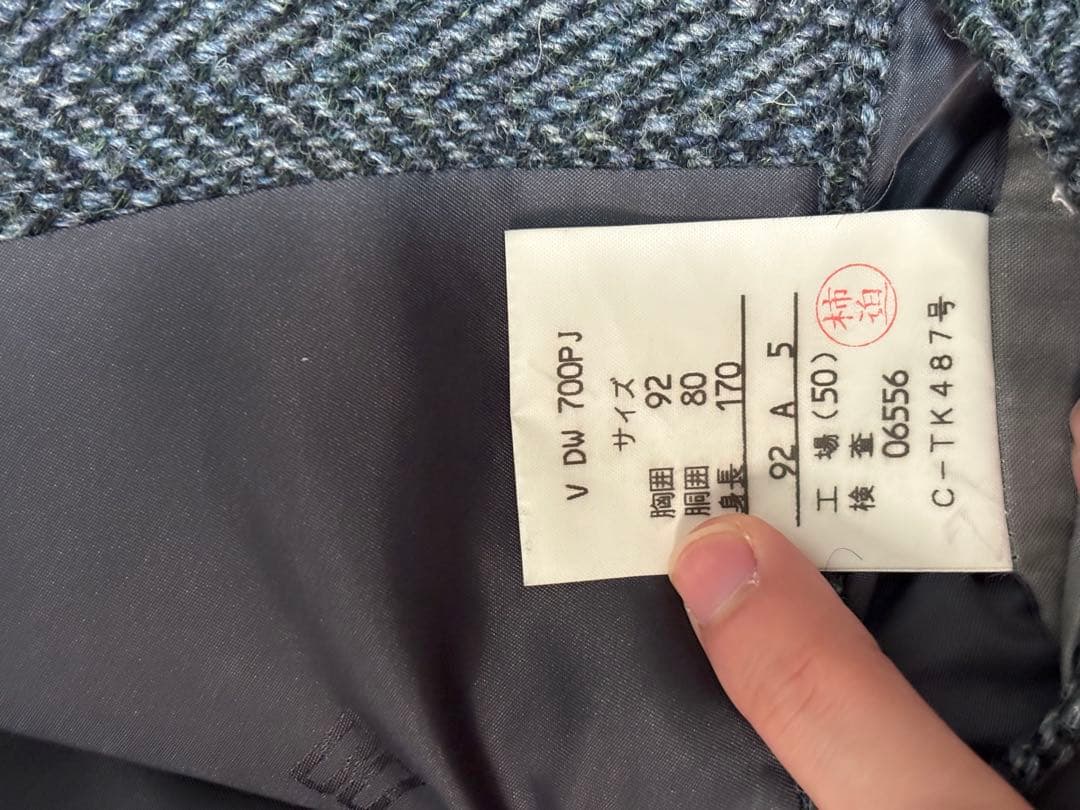 V DW 700PJ
サイズ
胸囲 92
胴囲 80
身長 170
92 A 5
工場(50)
検査
柿沼
06556
C-TK487号